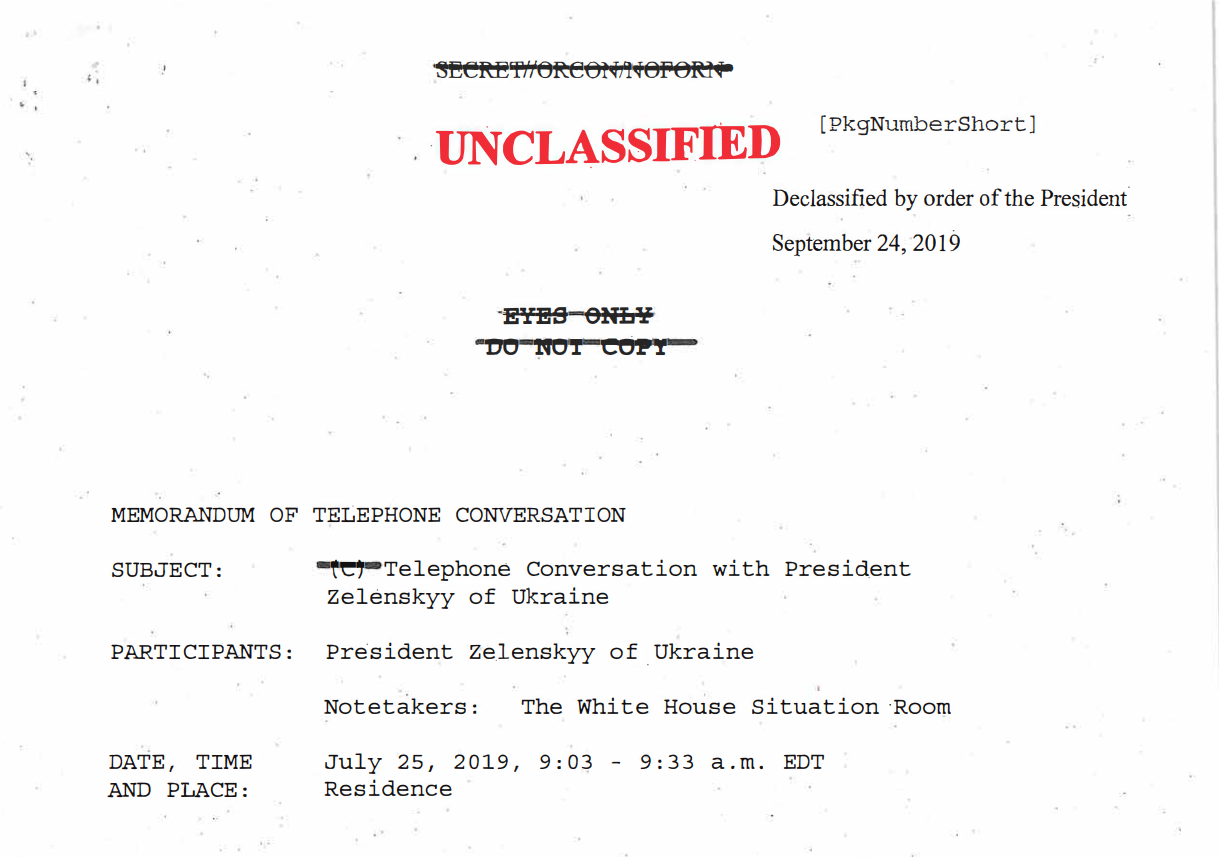 SECRET//ORCON/NOFORN
UNCLASSIFIED
[PkgNumberShort]
Declassified by order of the President
September 24, 2019
EYES ONLY
DO NOT COPY
MEMORANDUM OF TELEPHONE CONVERSATION
SUBJECT: (C) Telephone Conversation with President
Zelenskyy of Ukraine
PARTICIPANTS: President Zelenskyy of Ukraine
Notetakers: The White House Situation Room
DATE, TIME July 25, 2019, 9:03 - 9:33 a.m. EDT
AND PLACE: Residence